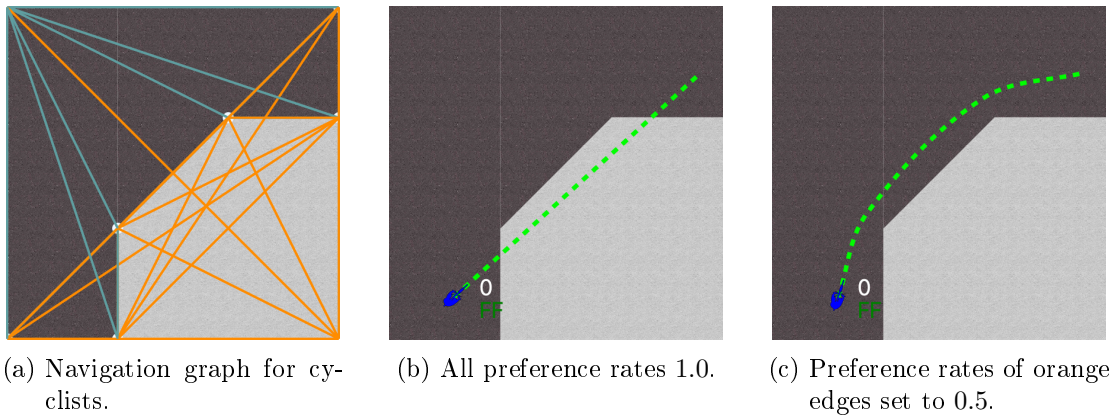 0
FF
0
FF
(a) Navigation graph for cy-
clists.
(b) All preference rates 1.0.
(c) Preference rates of orange
edges set to 0.5.